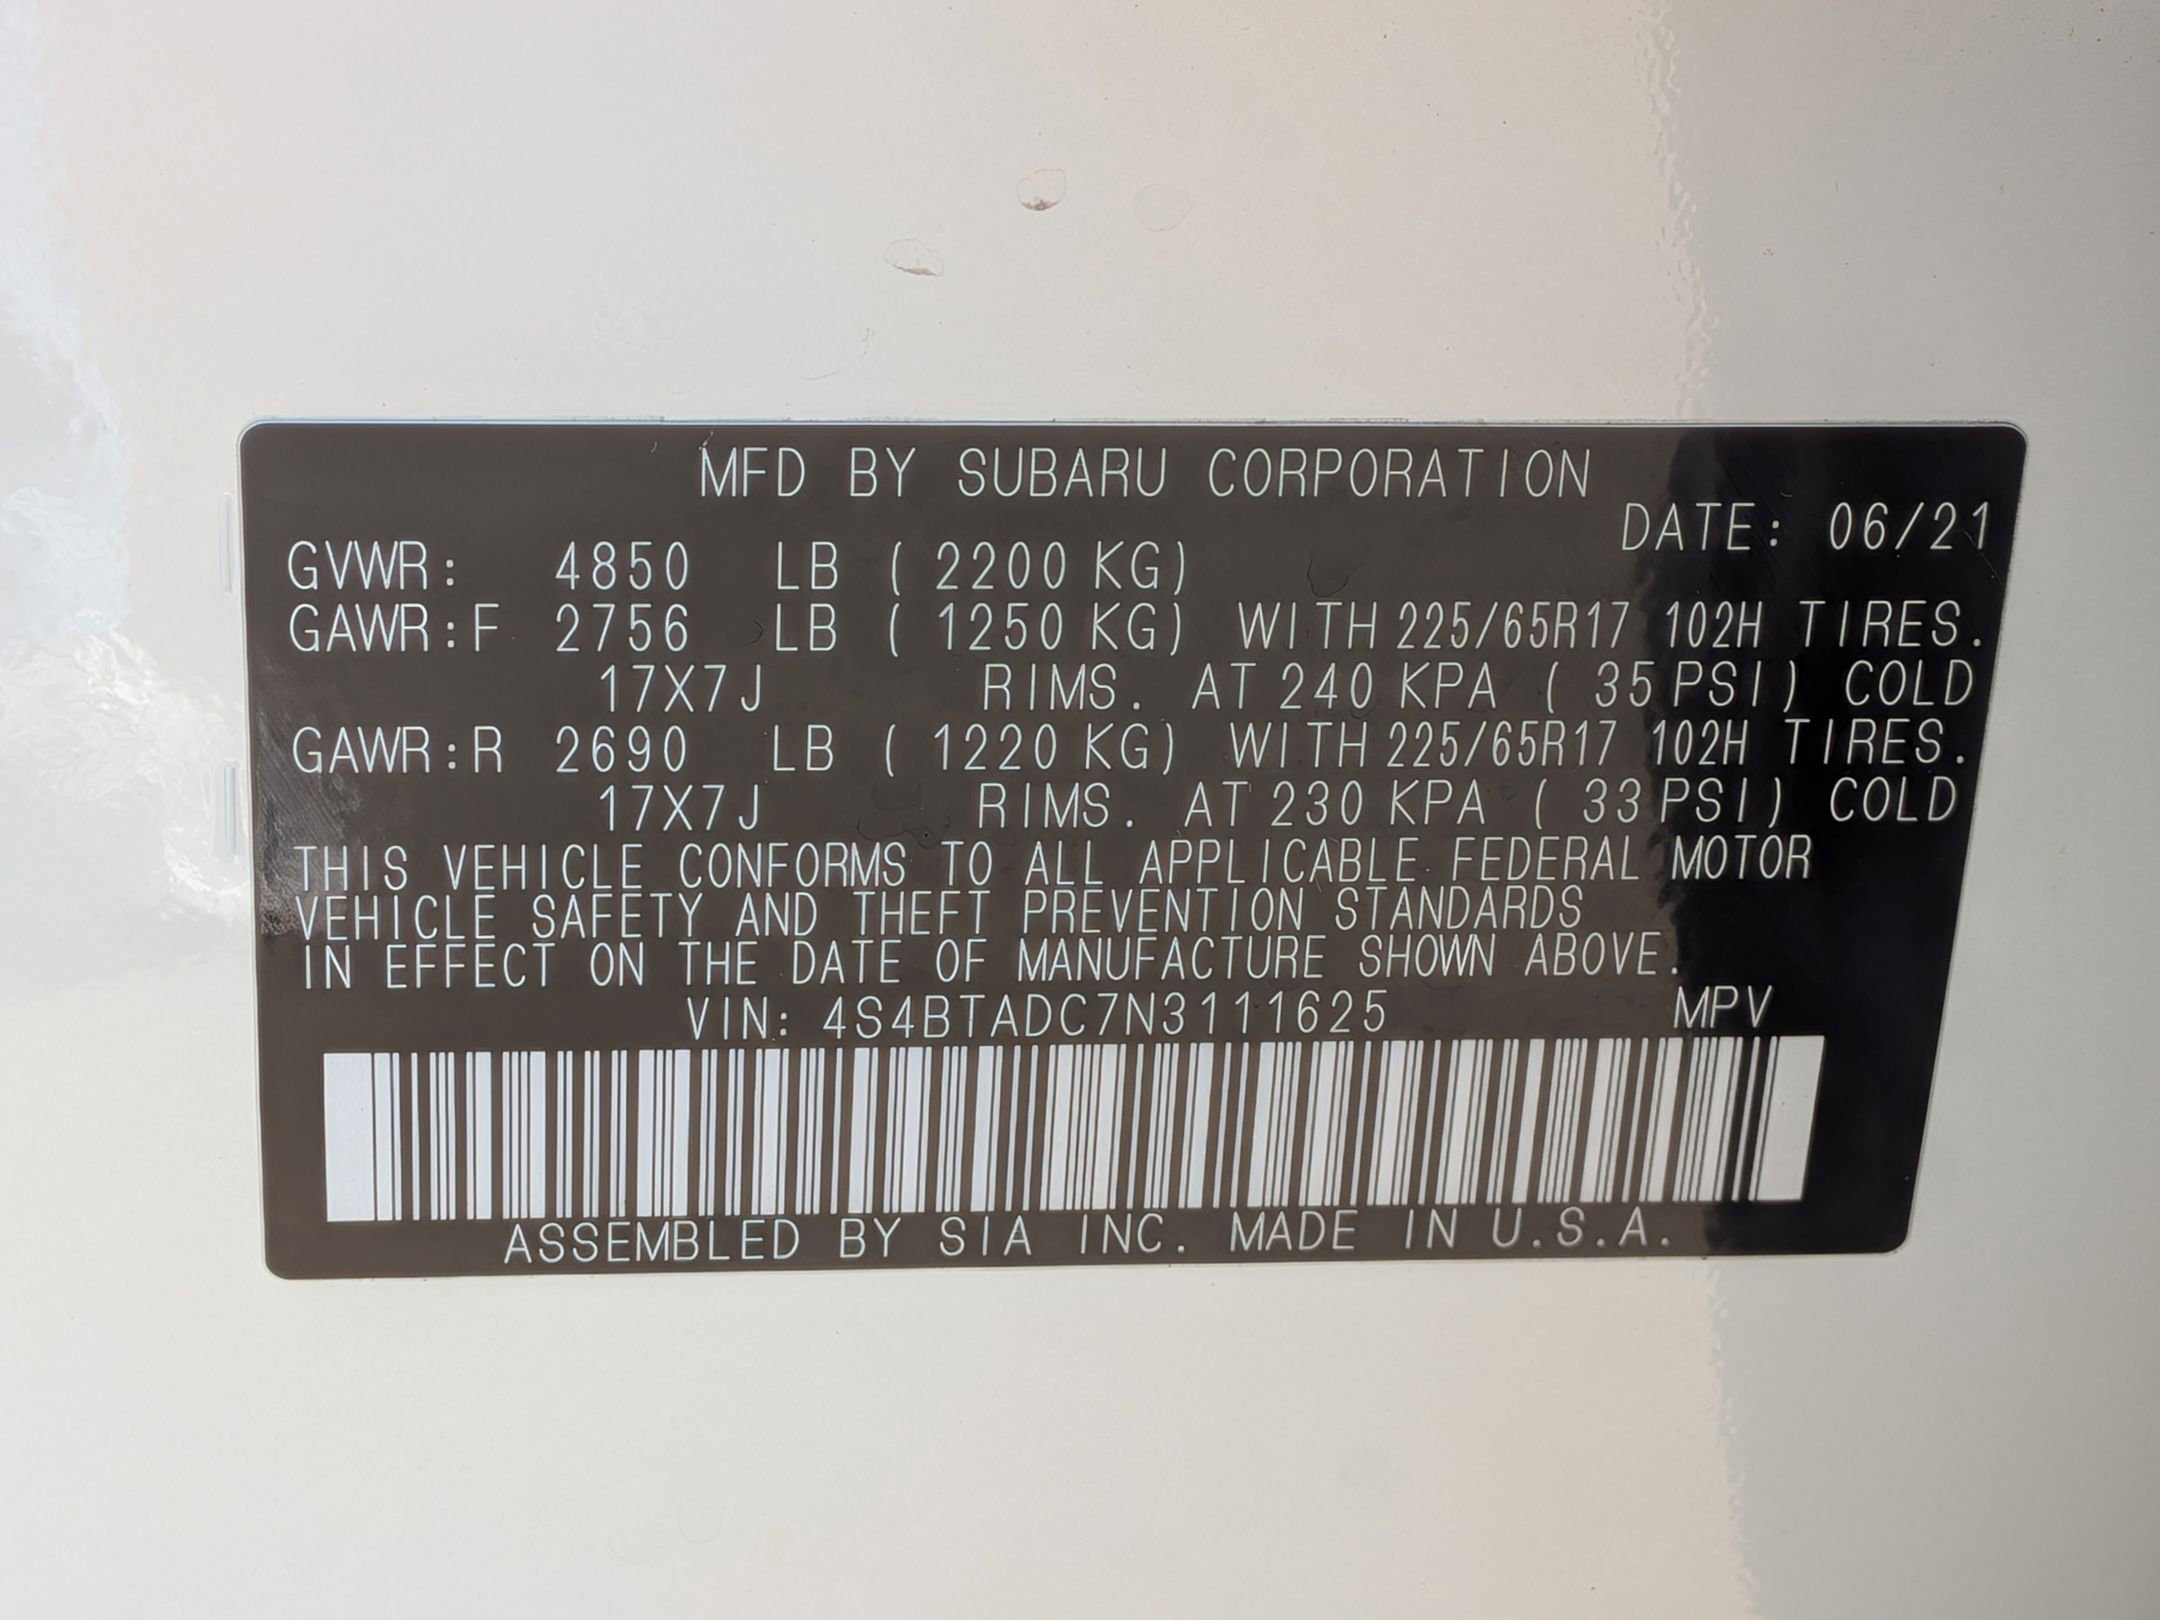 MFD BY SUBARU CORPORATION
DATE: 06/21
GVWR: 4850 LB ( 2200 KG)
GAWR:F 2756 LB ( 1250 KG) WITH 225/65R17 102H TIRES.
17X7J RIMS. AT 240 KPA ( 35 PSI) COLD
GAWR:R 2690 LB ( 1220 KG) WITH 225/65R17 102H TIRES.
17X7J RIMS. AT 230 KPA ( 33 PSI) COLD
THIS VEHICLE CONFORMS TO ALL APPLICABLE FEDERAL MOTOR
VEHICLE SAFETY AND THEFT PREVENTION STANDARDS
IN EFFECT ON THE DATE OF MANUFACTURE SHOWN ABOVE.
VIN: 4S4BTADC7N3111625 MPV
ASSEMBLED BY SIA INC. MADE IN U.S.A.